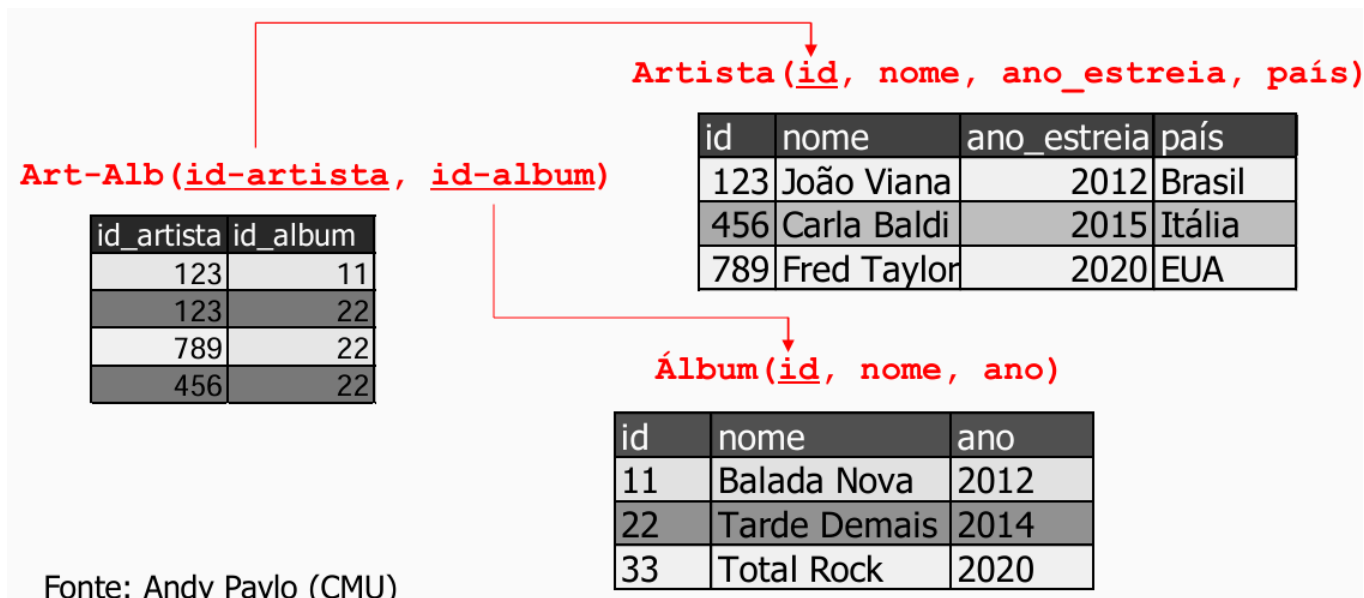 Artista(id, nome, ano_estreia, país)
id nome ano_estreia país
123 João Viana 2012 Brasil
456 Carla Baldi 2015 Itália
789 Fred Taylor 2020 EUA
Art-Alb(id-artista, id-album)
id_artista id_album
123 11
123 22
789 22
456 22
Álbum(id, nome, ano)
id nome ano
11 Balada Nova 2012
22 Tarde Demais 2014
33 Total Rock 2020
Fonte: Andy Pavlo (CMU)